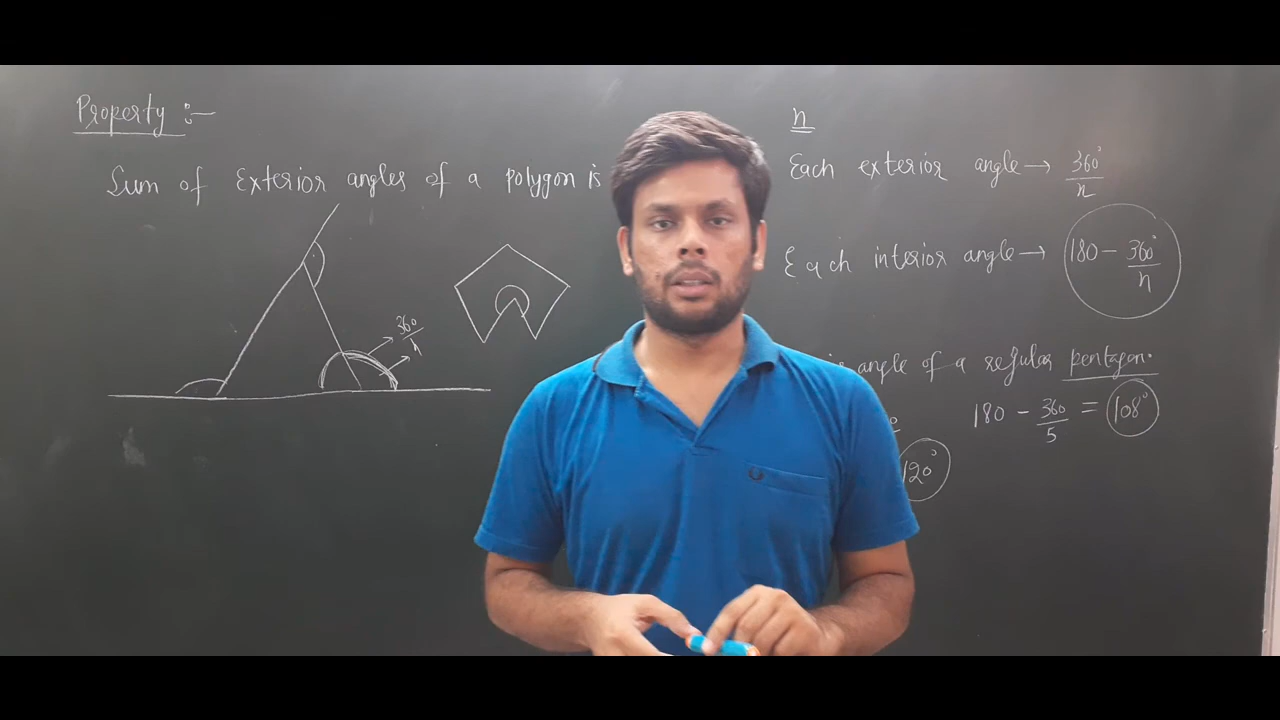 Property :-
Sum of Exterior angles of a polygon is
360
n
n
Each exterior angle → 360°
n
Each interior angle → 180 - 360°
n
angle of a regular pentagon.
180 - 360 = 108°
5
120°